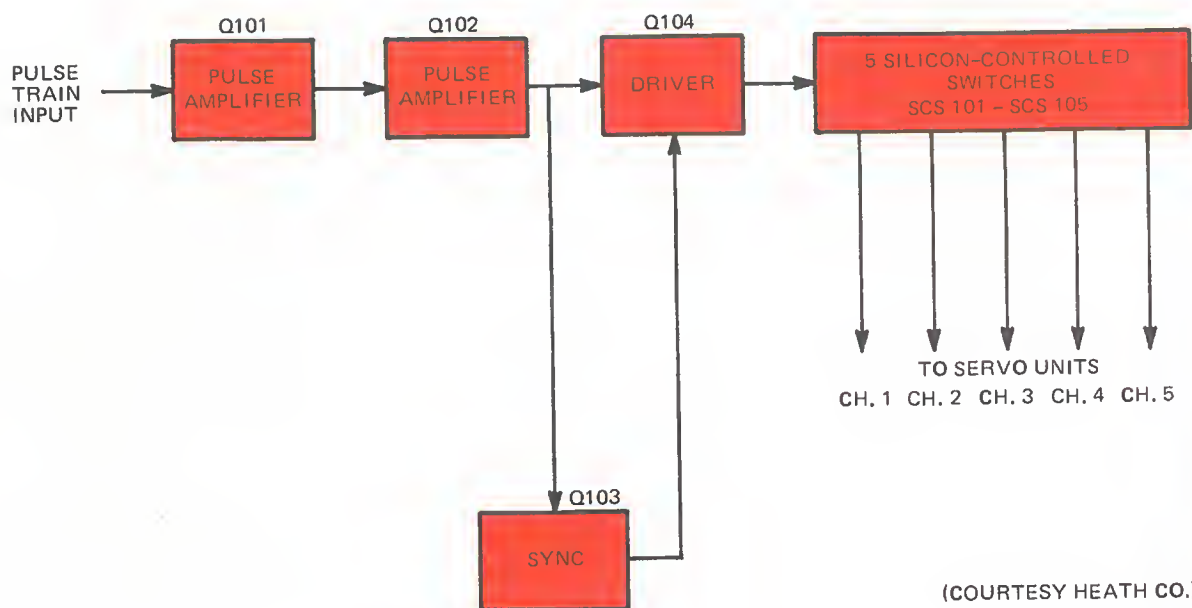 Q101
Q102
Q104
PULSE
TRAIN
INPUT
PULSE
AMPLIFIER
PULSE
AMPLIFIER
DRIVER
5 SILICON-CONTROLLED
SWITCHES
SCS 101 – SCS 105
TO SERVO UNITS
CH. 1 CH. 2 CH. 3 CH. 4 CH. 5
Q103
SYNC
(COURTESY HEATH CO.)